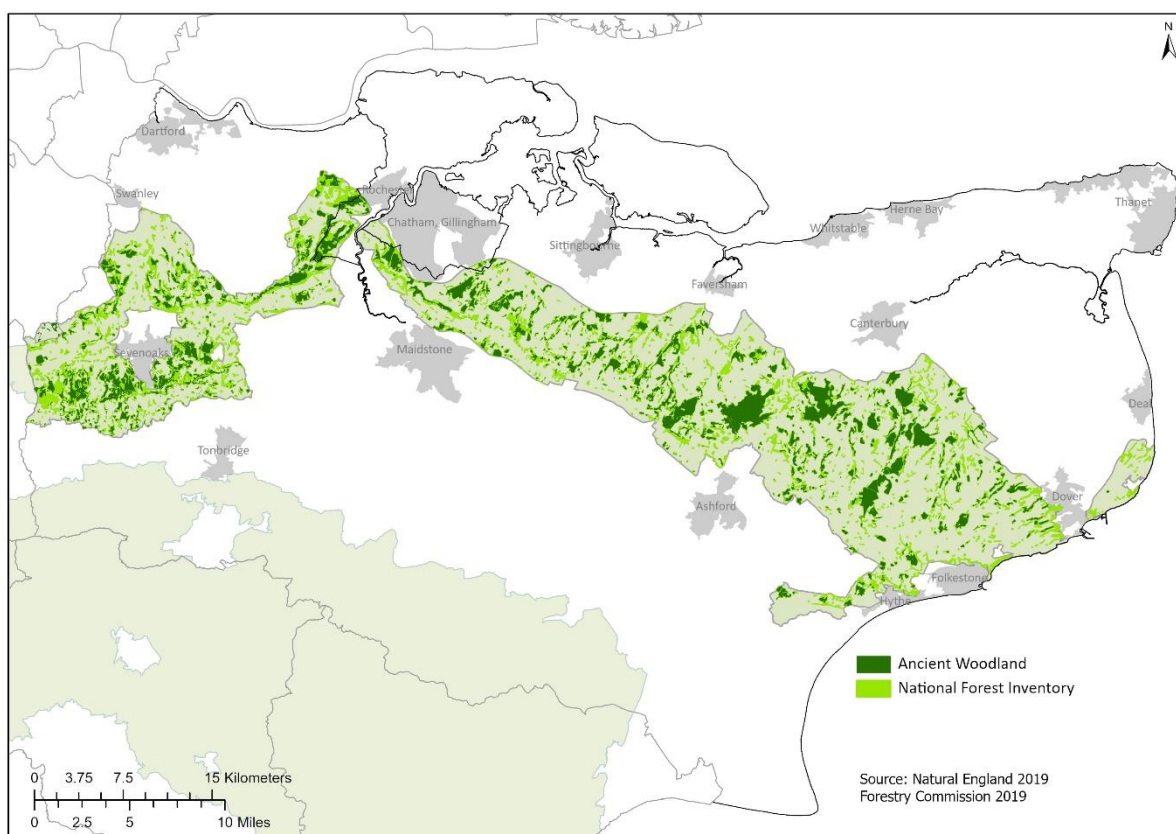 N
Dartford
Swanley
Rochester
Chatham, Gillingham
Sittingbourne
Whitstable
Herne Bay
Thanet
Faversham
Canterbury
Sevenoaks
Maidstone
Deal
Tonbridge
Ashford
Dover
Folkestone
Hythe
Ancient Woodland
National Forest Inventory
0 3.75 7.5 15 Kilometers
0 2.5 5 10 Miles
Source: Natural England 2019
Forestry Commission 2019